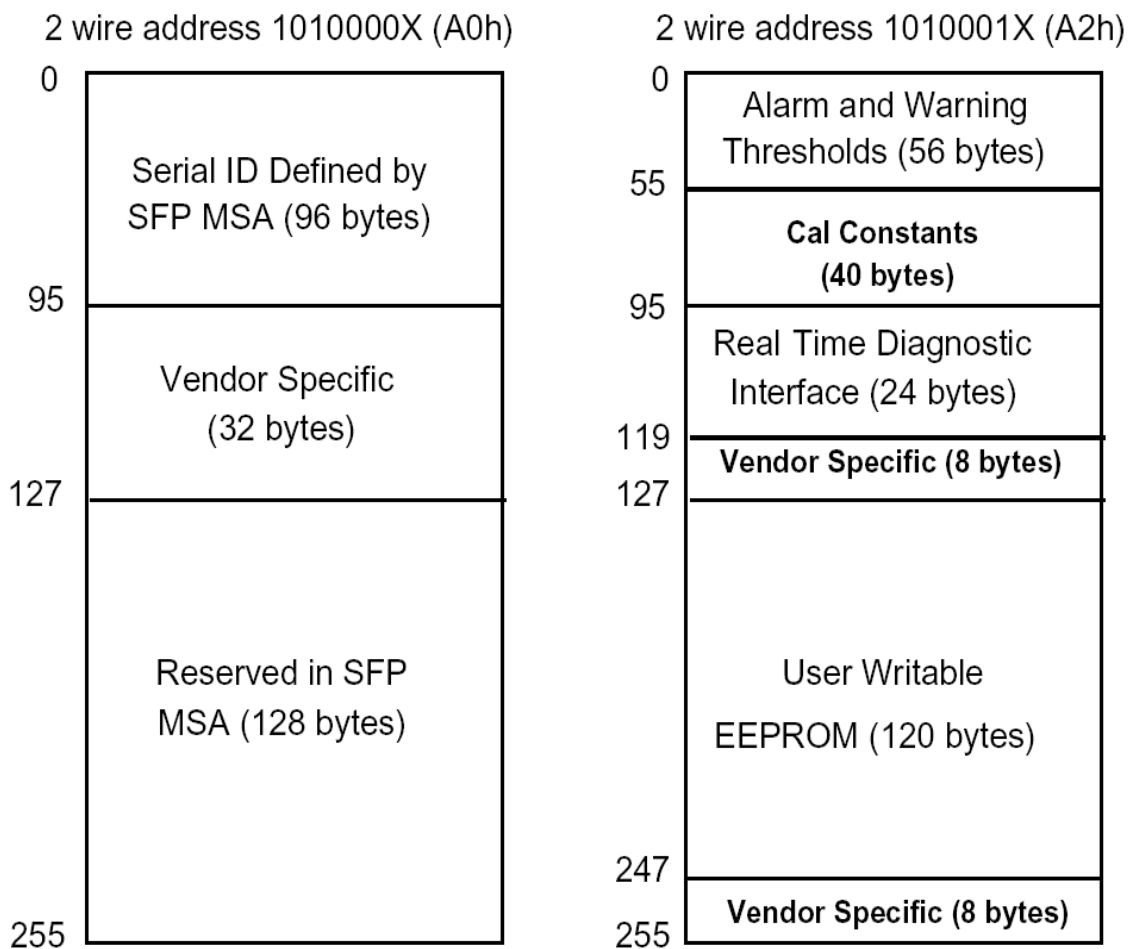 2 wire address 1010000X (A0h)
0
Serial ID Defined by
SFP MSA (96 bytes)
95
Vendor Specific
(32 bytes)
127
Reserved in SFP
MSA (128 bytes)
255
2 wire address 1010001X (A2h)
0
Alarm and Warning
Thresholds (56 bytes)
55
Cal Constants
(40 bytes)
95
Real Time Diagnostic
Interface (24 bytes)
119
Vendor Specific (8 bytes)
127
User Writable
EEPROM (120 bytes)
247
Vendor Specific (8 bytes)
255